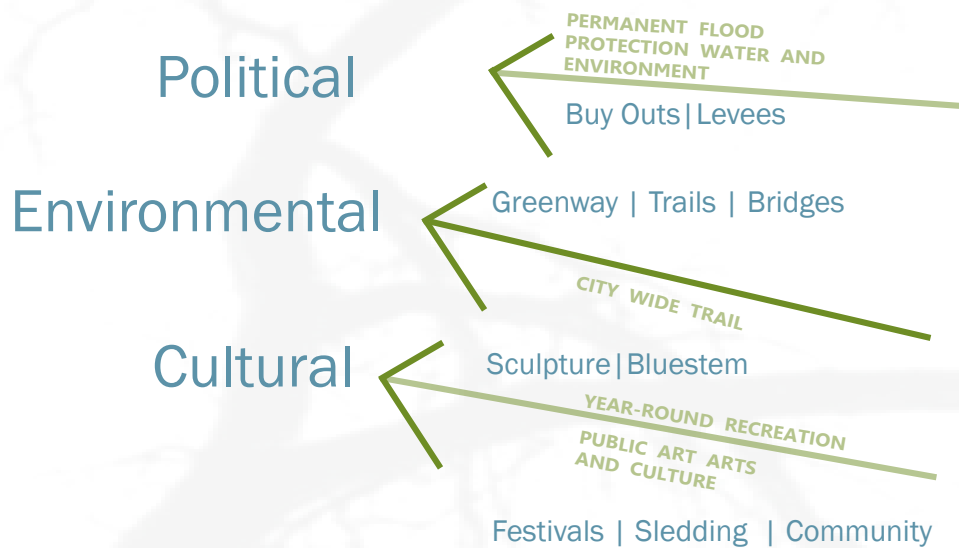 PERMANENT FLOOD
PROTECTION WATER AND
ENVIRONMENT
Political
Buy Outs|Levees
Environmental
Greenway | Trails | Bridges
CITY WIDE TRAIL
Cultural
Sculpture|Bluestem
YEAR-ROUND RECREATION
PUBLIC ART ARTS
AND CULTURE
Festivals | Sledding | Community